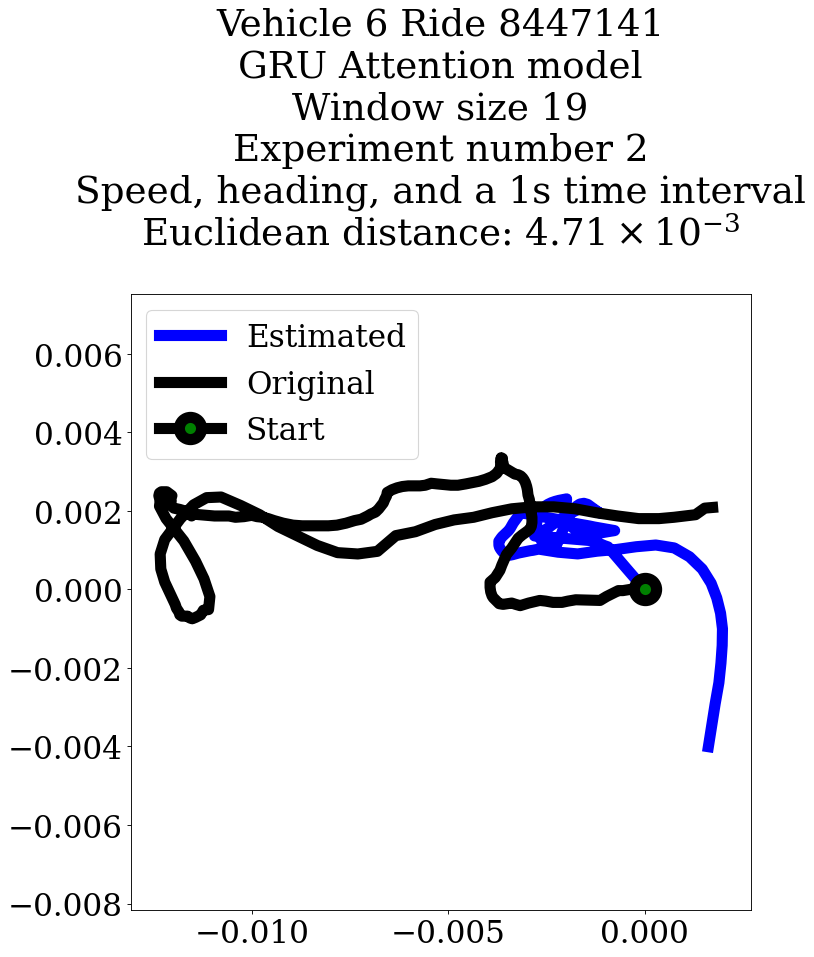 Vehicle 6 Ride 8447141
GRU Attention model
Window size 19
Experiment number 2
Speed, heading, and a 1s time interval
Euclidean distance: 4.71 × 10⁻³
Estimated
Original
Start
0.006
0.004
0.002
0.000
−0.002
−0.004
−0.006
−0.008
−0.010
−0.005
0.000